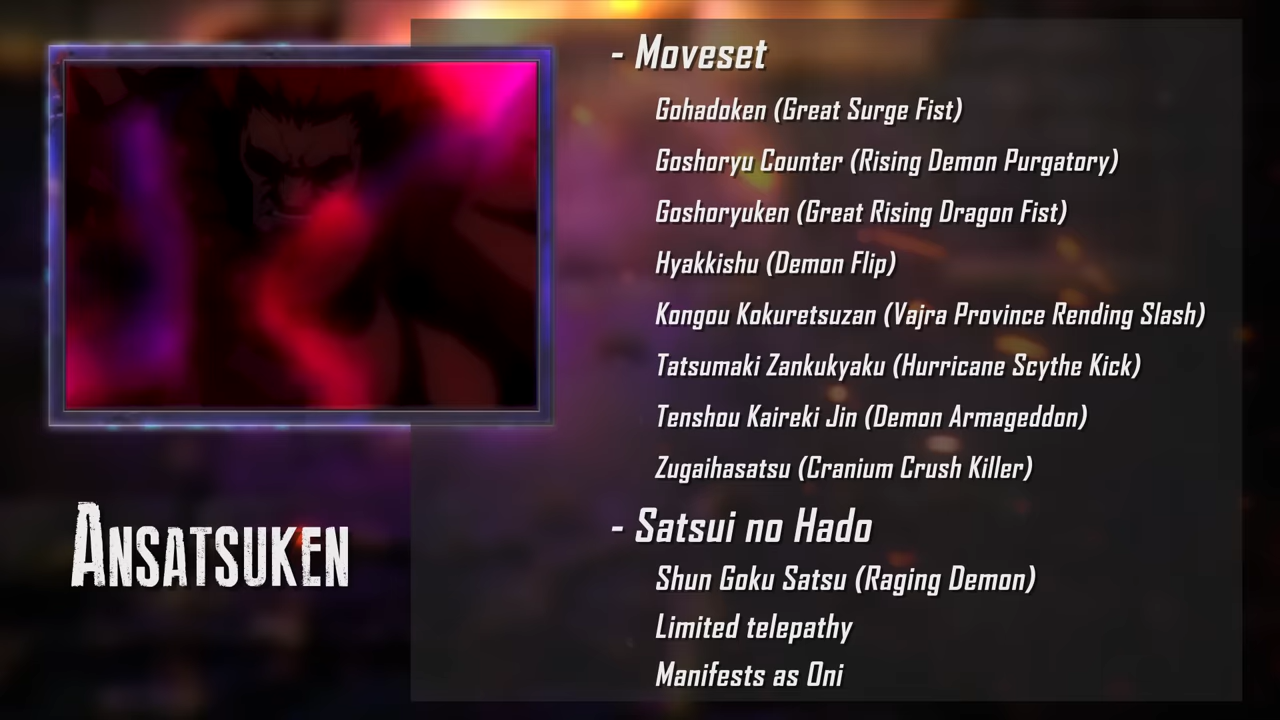 - Moveset
Gohadoken (Great Surge Fist)
Goshoryu Counter (Rising Demon Purgatory)
Goshoryuken (Great Rising Dragon Fist)
Hyakkishu (Demon Flip)
Kongou Kokuretsuzan (Vajra Province Rending Slash)
Tatsumaki Zankukyaku (Hurricane Scythe Kick)
Tenshou Kaireki Jin (Demon Armageddon)
Zugaihasatsu (Cranium Crush Killer)
- Satsui no Hado
Shun Goku Satsu (Raging Demon)
Limited telepathy
Manifests as Oni
Ansatsuken